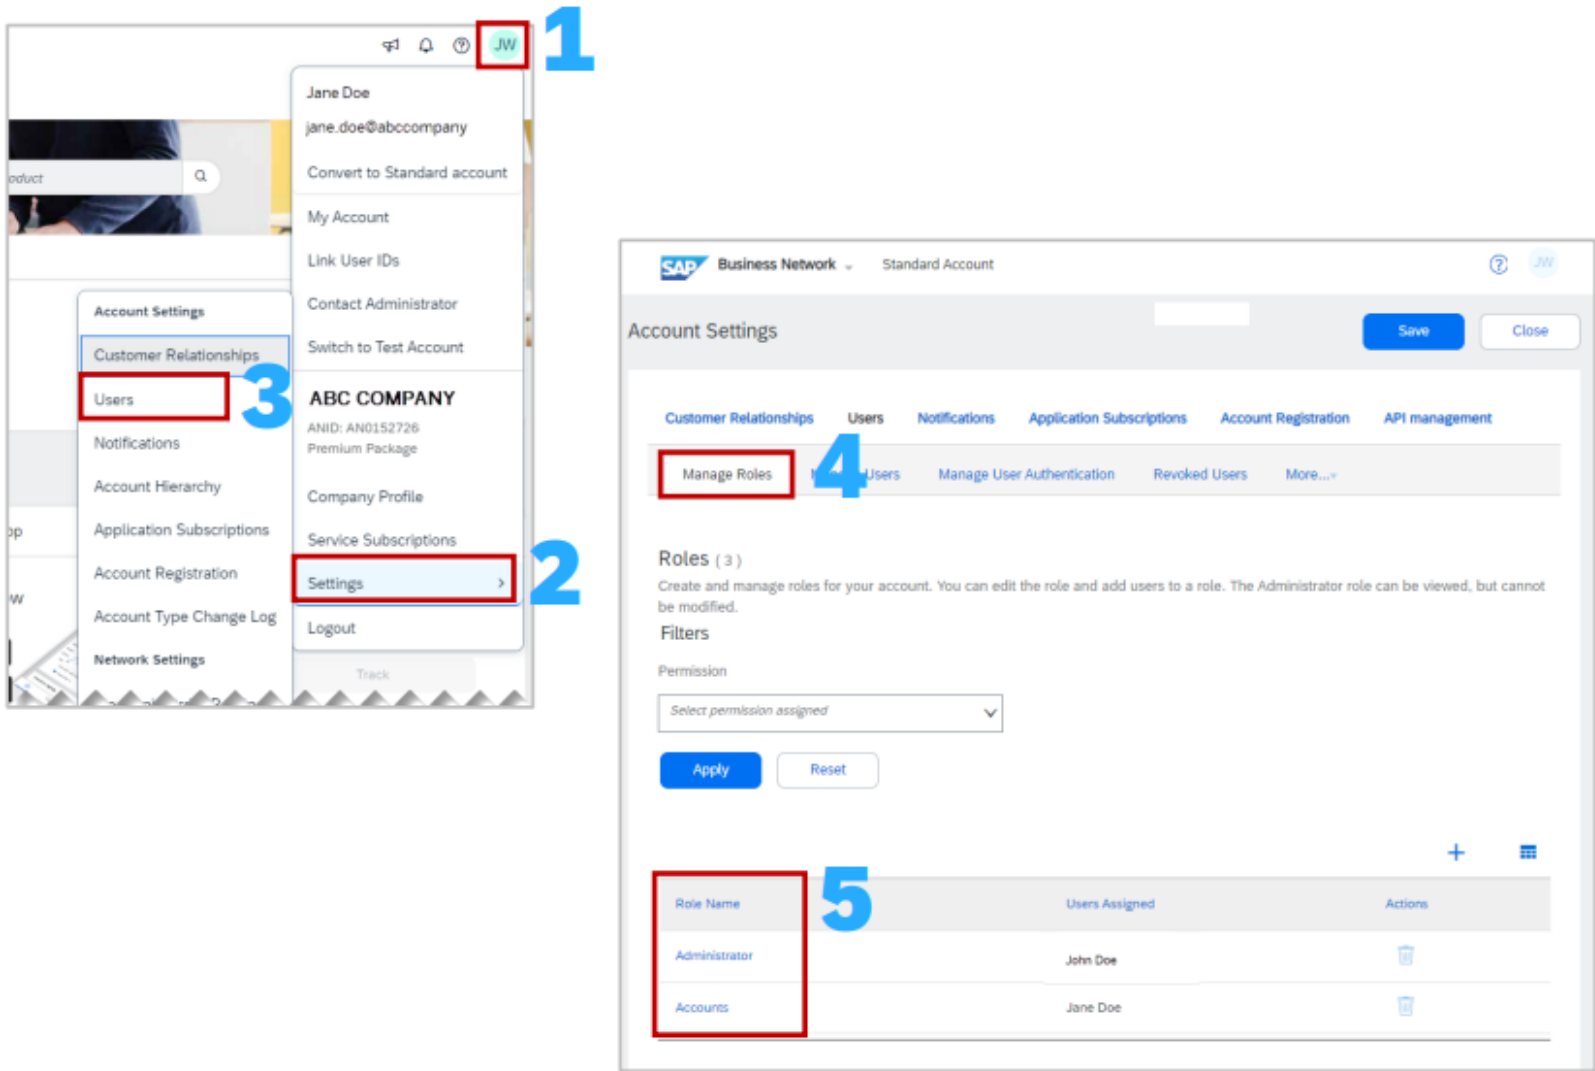 JW
1
Jane Doe
jane.doe@abccompany
Convert to Standard account
My Account
Link User IDs
Contact Administrator
Switch to Test Account
ABC COMPANY
ANID: AN0152726
Premium Package
Company Profile
Service Subscriptions
Settings
2
Logout
Track
oduct
Account Settings
Customer Relationships
Users
3
Notifications
Account Hierarchy
Application Subscriptions
Account Registration
Account Type Change Log
Network Settings
op
ow
SAP Business Network Standard Account
JW
Account Settings
Save Close
Customer Relationships Users Notifications Application Subscriptions Account Registration API management
Manage Roles 4 Users Manage User Authentication Revoked Users More...
Roles (3)
Create and manage roles for your account. You can edit the role and add users to a role. The Administrator role can be viewed, but cannot
be modified.
Filters
Permission
Select permission assigned
Apply Reset
5
Role Name Users Assigned Actions
Administrator John Doe
Accounts Jane Doe